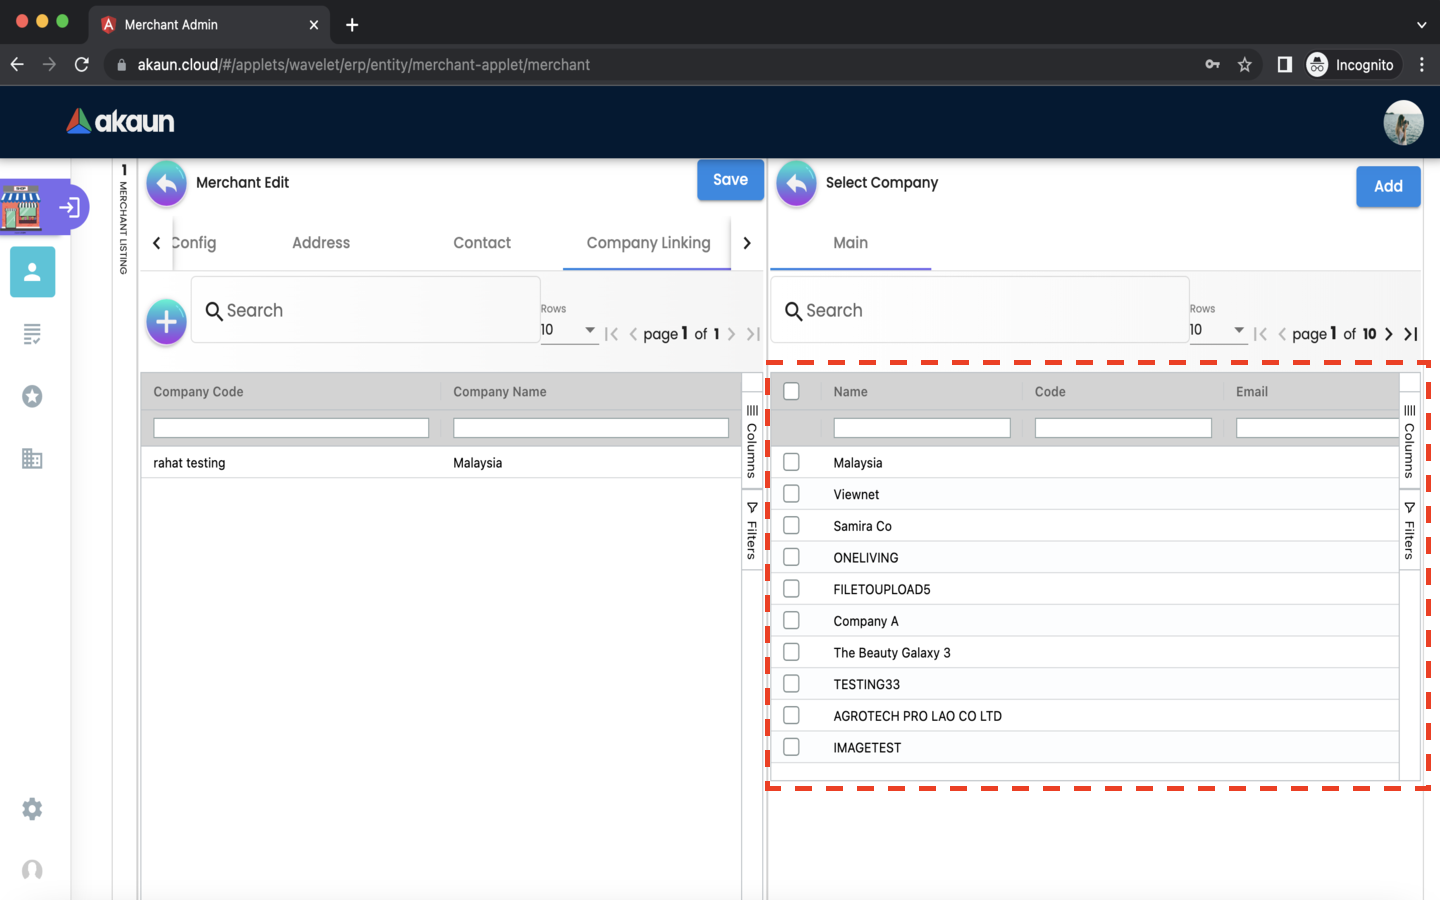 Merchant Admin
akaun.cloud/#/applets/wavelet/erp/entity/merchant-applet/merchant
Incognito
akaun
SHOP
1 MERCHANT LISTING
Merchant Edit
Save
Config
Address
Contact
Company Linking
Search
Rows
10
page 1 of 1
Company Code
Company Name
rahat testing
Malaysia
Columns
Filters
Select Company
Add
Main
Search
Rows
10
page 1 of 10
Name
Code
Email
Malaysia
Viewnet
Samira Co
ONELIVING
FILETOUPLOAD5
Company A
The Beauty Galaxy 3
TESTING33
AGROTECH PRO LAO CO LTD
IMAGETEST
Columns
Filters